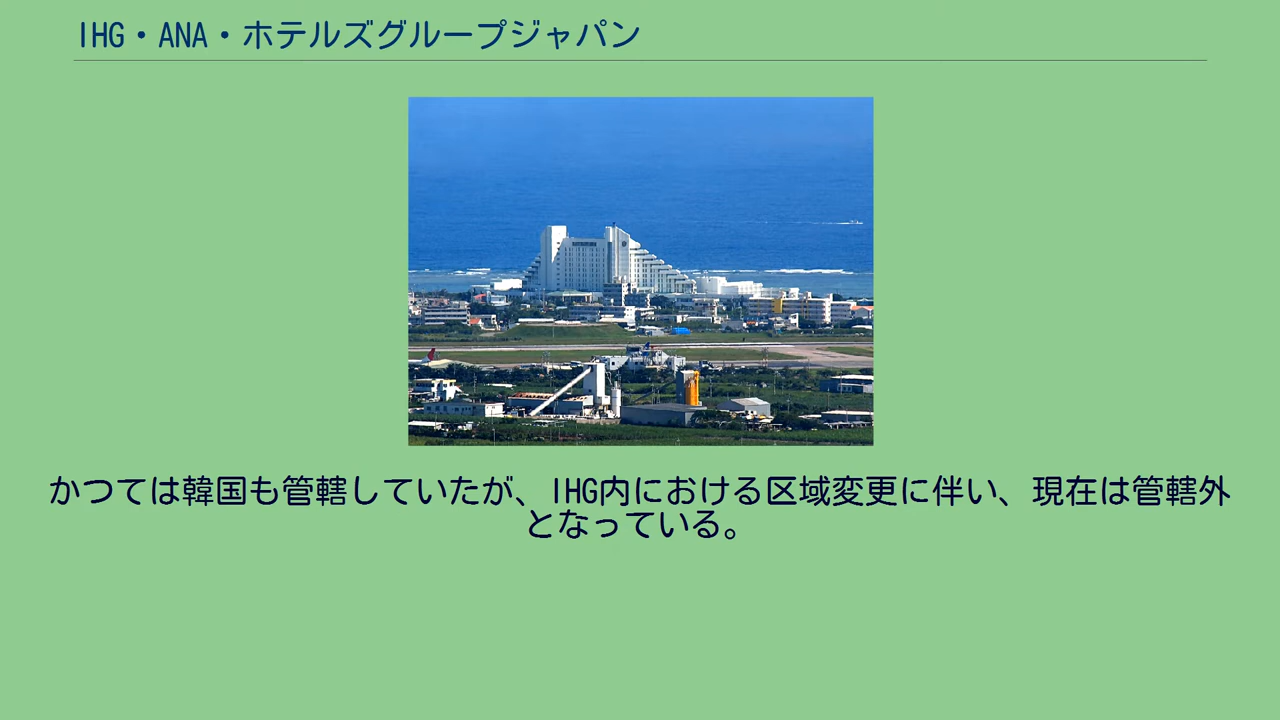 IHG・ANA・ホテルズグループジャパン
かつては韓国も管轄していたが、IHG内における区域変更に伴い、現在は管轄外
となっている。